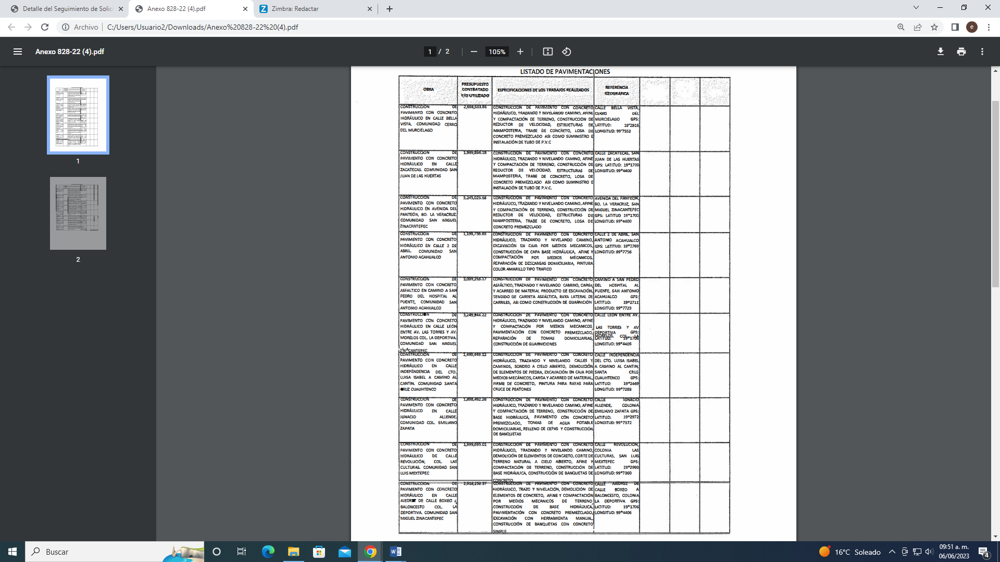 Detalle del Seguimiento de Solici
Anexo 828-22 (4).pdf
Zimbra: Redactar
Archivo
C:/Users/Usuario2/Downloads/Anexo%20828-22%20(4).pdf
e
Anexo 828-22 (4).pdf
1 / 2
105%
1
2
LISTADO DE PAVIMENTACIONES
OBRA
PRESUPUESTO
CONTRATADO
Y/O UTILIZADO
ESPECIFICACIONES DE LOS TRABAJOS REALIZADOS
REFERENCIA
GEOGRAFICA
CONSTRUCCION DE
PAVIMENTO CON CONCRETO
HIDRÁULICO EN CALLE BELLA
VISTA, COMUNIDAD CERRO
DEL MURCIÉLAGO
2,698,533.86
CONSTRUCCIÓN DE PAVIMENTO CON CONCRETO
HIDRÁULICO, TRAZANDO Y NIVELANDO CAMINO, AFINE
Y COMPACTACIÓN DE TERRENO, CONSTRUCCIÓN DE
REDUCTOR DE VELOCIDAD, ESTRUCTURAS DE
MAMPOSTERIA, TRABE DE CONCRETO, LOSA DE
CONCRETO PREMEZCLADO ASI COMO SUMINISTRO E
INSTALACIÓN DE TUBO DE P.V.C
CALLE BELLA VISTA,
CERRO DEL
MURCIELAGO GPS:
LATITUD: 19°2816
LONGITUD: 99°7552
CONSTRUCCION DE
PAVIMENTO CON CONCRETO
HIDRÁULICO EN CALLE
ZACATECAS. COMUNIDAD SAN
JUAN DE LAS HUERTAS
1,999,866.38
CONSTRUCCIÓN DE PAVIMENTO CON CONCRETO
HIDRÁULICO, TRAZANDO Y NIVELANDO CAMINO, AFINE
Y COMPACTACIÓN DE TERRENO, CONSTRUCCIÓN DE
REDUCTOR DE VELOCIDAD, ESTRUCTURAS DE
MAMPOSTERIA, TRABE DE CONCRETO, LOSA DE
CONCRETO PREMEZCLADO ASI COMO SUMINISTRO E
INSTALACIÓN DE TUBO DE P.V.C.
CALLE ZACATECAS, SAN
JUAN DE LAS HUERTAS
GPS: LATITUD: 19°1700
LONGITUD: 99°4400
CONSTRUCCION DE
PAVIMENTO CON CONCRETO
HIDRÁULICO EN AVENIDA DEL
PANTEÓN, BO. LA VERACRUZ.
COMUNIDAD SAN MIGUEL
ZINACANTEPEC
3,245,025.68
CONSTRUCCIÓN DE PAVIMENTO CON CONCRETO
HIDRÁULICO, TRAZANDO Y NIVELANDO CAMINO, AFINE
Y COMPACTACIÓN DE TERRENO, CONSTRUCCIÓN DE
REDUCTOR DE VELOCIDAD, ESTRUCTURAS DE
MAMPOSTERIA, TRABE DE CONCRETO, LOSA DE
CONCRETO PREMEZCLADO
AVENIDA DEL PANTEON,
BO. LA VERACRUZ, SAN
MIGUEL ZINACANTEPEC
GPS: LATITUD 19°1700
LONGITUD: 99°4400
CONSTRUCCION DE
PAVIMENTO CON CONCRETO
HIDRÁULICO EN CALLE 2 DE
ABRIL. COMUNIDAD SAN
ANTONIO ACAHUALCO
1,199,736.88
CONSTRUCCIÓN DE PAVIMENTO CON CONCRETO
HIDRÁULICO, TRAZANDO Y NIVELANDO CAMINO,
EXCAVACIÓN EN CAJA POR MEDIOS MECANICOS,
CONSTRUCCIÓN DE CAPA BASE HIDRÁULICA, AFINE Y
COMPACTACIÓN POR MEDIOS MECANICOS,
REPARACIÓN DE DESCARGAS DOMICILIARIA, PINTURA
COLOR AMARILLO TIPO TRAFICO
CALLE 2 DE ABRIL, SAN
ANTONIO ACAHUALCO
GPS: LATITUD: 19°2769
LONGITUD: 99°7756
CONSTRUCCION DE
PAVIMENTO CON CONCRETO
ASFALTICO EN CAMINO A SAN
PEDRO DEL HOSPITAL AL
PUENTE, COMUNIDAD SAN
ANTONIO ACAHUALCO
3,099,253.17
CONSTRUCCIÓN DE PAVIMENTO CON CONCRETO
ASFÁLTICO, TRAZANDO Y NIVELANDO CAMINO, CARGA
Y ACARREO DE MATERIAL PRODUCTO DE ESCAVACIÓN,
TENDIDO DE CARPETA ASFÁLTICA, RAYA LATERAL DE
CARRILES, ASI COMO CONSTRUCCIÓN DE GUARNICIÓN
CAMINO A SAN PEDRO
DEL HOSPITAL AL
PUENTE, SAN ANTONIO
ACAHUALCO GPS:
LATITUD: 19°2711
LONGITUD: 99°7723
CONSTRUCCIÓN DE
PAVIMENTO CON CONCRETO
HIDRÁULICO EN CALLE LEÓN
ENTRE AV. LAS TORRES Y AV.
MORELOS COL. LA DEPORTIVA.
COMUNIDAD SAN MIGUEL
ZINACANTEPEC
3,249,944.22
CONSTRUCCIÓN DE PAVIMENTO CON CONCRETO
HIDRÁULICO, TRAZANDO Y NIVELANDO CAMINO, AFINE
Y COMPACTACIÓN POR MEDIOS MECANICOS,
PAVIMENTACIÓN CON CONCRETO PREMEZCLADO,
REPARACIÓN DE TOMAS DOMICILIARIAS,
CONSTRUCCIÓN DE GUARNICIONES
CALLE LEON ENTRE AV.
LAS TORRES Y AV
MORELOS, COL. LA
DEPORTIVA GPS:
LATITUD: 19°1706
LONGITUD: 99°4406
CONSTRUCCIÓN DE
PAVIMENTO CON CONCRETO
HIDRÁULICO EN CALLE
INDEPENDENCIA DEL CTO.
LUISA ISABEL A CAMINO AL
CANTIN. COMUNIDAD SANTA
CRUZ CUAUHTENCO
1,499,449.12
CONSTRUCCIÓN DE PAVIMENTO CON CONCRETO
HIDRÁULICO, TRAZANDO Y NIVELANDO CALLES Y
CAMINOS, SONDEO A CIELO ABIERTO, DEMOLICIÓN
DE ELEMENTOS DE PIEDRA, EXCAVACIÓN EN CAJA POR
MEDIOS MECÁNICOS, CARGA Y ACARREO DE MATERIAL,
FIRME DE CONCRETO, PINTURA PARA RAYAS PARA
CRUCE DE PEATONES
CALLE INDEPENDENCIA
DEL CTO. LUISA ISABEL
A CAMINO AL CANTIN,
SANTA CRUZ
CUAUHTENCO GPS:
LATITUD: 19°2469
LONGITUD: 99°7288
CONSTRUCCIÓN DE
PAVIMENTO CON CONCRETO
HIDRÁULICO EN CALLE
IGNACIO ALLENDE.
COMUNIDAD COL. EMILIANO
ZAPATA
1,898,492.26
CONSTRUCCIÓN DE PAVIMENTO CON CONCRETO
HIDRÁULICO, TRAZANDO Y NIVELANDO CAMINO, AFINE
Y COMPACTACIÓN DE TERRENO, CONSTRUCCIÓN DE
BASE HIDRÁULICA, PAVIMENTO CON CONCRETO
PREMEZCLADO, TOMAS DE AGUA POTABLE
DOMICILIARIAS, RELLENO DE CEPAS Y CONSTRUCCIÓN
DE BANQUETAS
CALLE IGNACIO
ALLENDE, COLONIA
EMILIANO ZAPATA GPS:
LATITUD: 19°2972
LONGITUD: 99°7372
CONSTRUCCIÓN DE
PAVIMENTO CON CONCRETO
HIDRÁULICO DE CALLE
REVOLUCIÓN, COL. LAS
CULTURAS. COMUNIDAD SAN
LUIS MEXTEPEC
1,999,695.01
CONSTRUCCIÓN DE PAVIMENTO CON CONCRETO
HIDRÁULICO, TRAZANDO Y NIVELANDO CAMINO,
DEMOLICIÓN DE ELEMENTOS DE CONCRETO, CORTE DE
TERRENO NATURAL A CIELO ABIERTO, AFINE Y
COMPACTACIÓN DE TERRENO, CONSTRUCCIÓN DE
BASE HIDRÁULICA, CONSTRUCCIÓN DE BANQUETAS DE
CONCRETO
CALLE REVOLUCION,
COLONIA LAS
CULTURAS, SAN LUIS
MEXTEPEC GPS:
LATITUD: 19°2990
LONGITUD: 99°7360
CONSTRUCCIÓN DE
PAVIMENTO CON CONCRETO
HIDRÁULICO EN CALLE
AJEDREZ DE CALLE BOXEO A
BALONCESTO COL. LA
DEPORTIVA. COMUNIDAD SAN
MIGUEL ZINACANTEPEC
2,618,232.37
CONSTRUCCIÓN DE PAVIMENTO CON CONCRETO
HIDRÁULICO, TRAZO Y NIVELACIÓN, DEMOLICIÓN DE
ELEMENTOS DE CONCRETO, AFINE Y COMPACTACIÓN
POR MEDIOS MECANICOS DE TERRENO,
CONSTRUCCIÓN DE BASE HIDRÁULICA,
PAVIMENTACIÓN CON CONCRETO PREMEZCLADO,
EXCAVACIÓN CON HERRAMIENTA MANUAL,
CONSTRUCCIÓN DE BANQUETAS CON CONCRETO
SIMPLE
CALLE AJEDREZ DE
CALLE BOXEO A
BALONCESTO, COLONIA
LA DEPORTIVA GPS:
LATITUD: 19°1706
LONGITUD: 99°4406
Buscar
16°C Soleado
09:51 a. m.
06/06/2023
4